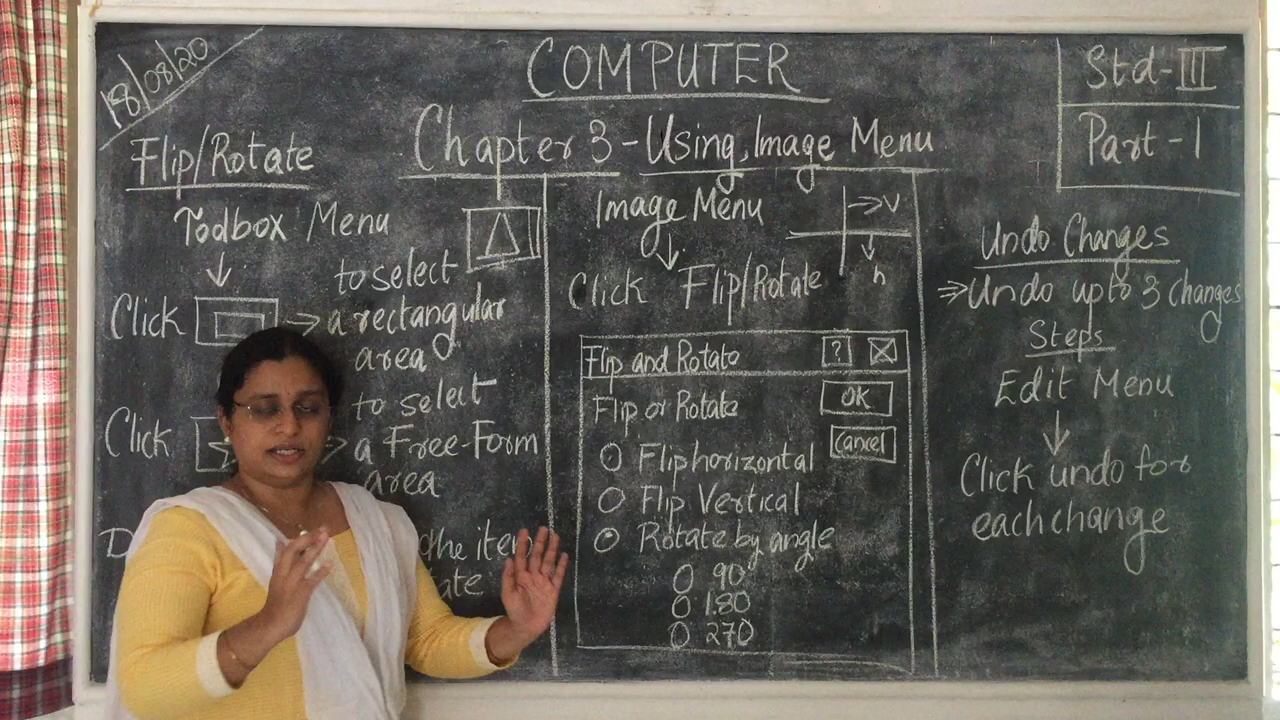 18/08/20
COMPUTER
Std-III
Part-1
Chapter 3 - Using Image Menu
Flip/Rotate
Toolbox Menu
Click
to select
a rectangular
area
Click
to select
a Free-Form
area
the item
Image Menu
V
h
Click Flip/Rotate
Flip and Rotate ?
Flip or Rotate OK
Cancel
Flip horizontal
Flip Vertical
Rotate by angle
90
180
270
Undo Changes
Undo upto 3 Changes
Steps
Edit Menu
Click undo for
each change